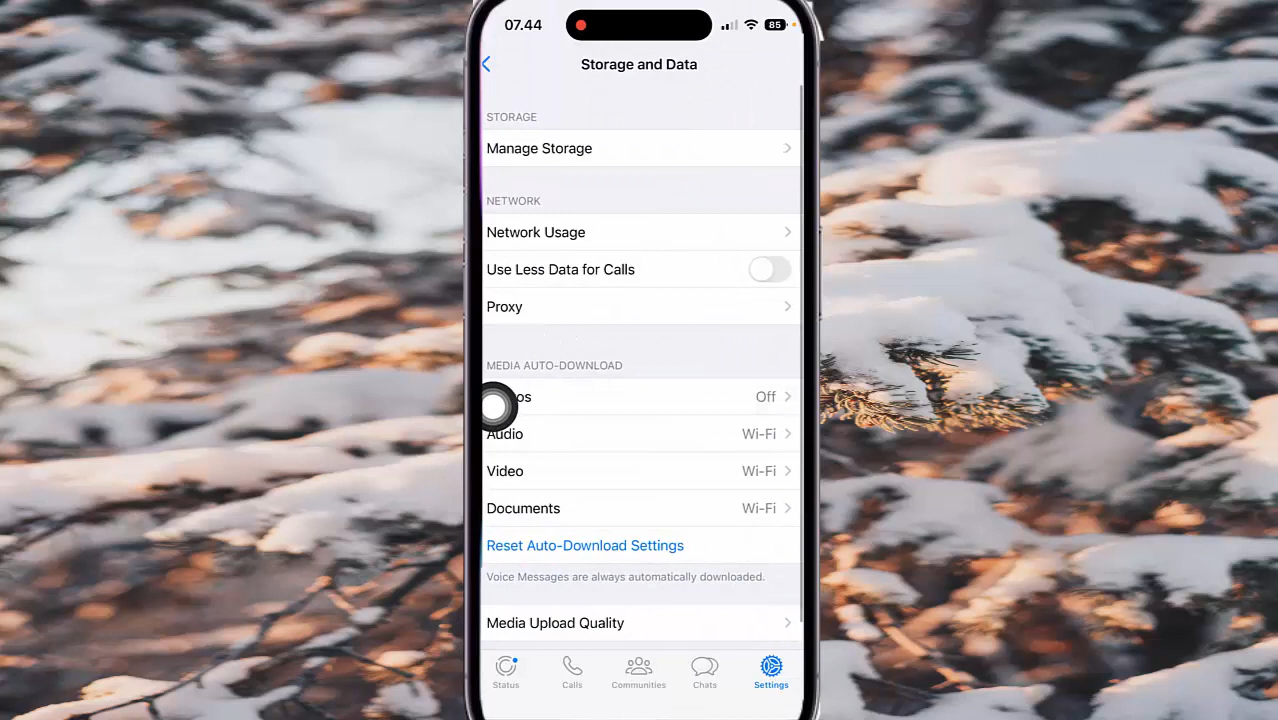 07.44
85
Storage and Data
STORAGE
Manage Storage
NETWORK
Network Usage
Use Less Data for Calls
Proxy
MEDIA AUTO-DOWNLOAD
Off
Audio Wi-Fi
Video Wi-Fi
Documents Wi-Fi
Reset Auto-Download Settings
Voice Messages are always automatically downloaded.
Media Upload Quality
Status Calls Communities Chats Settings